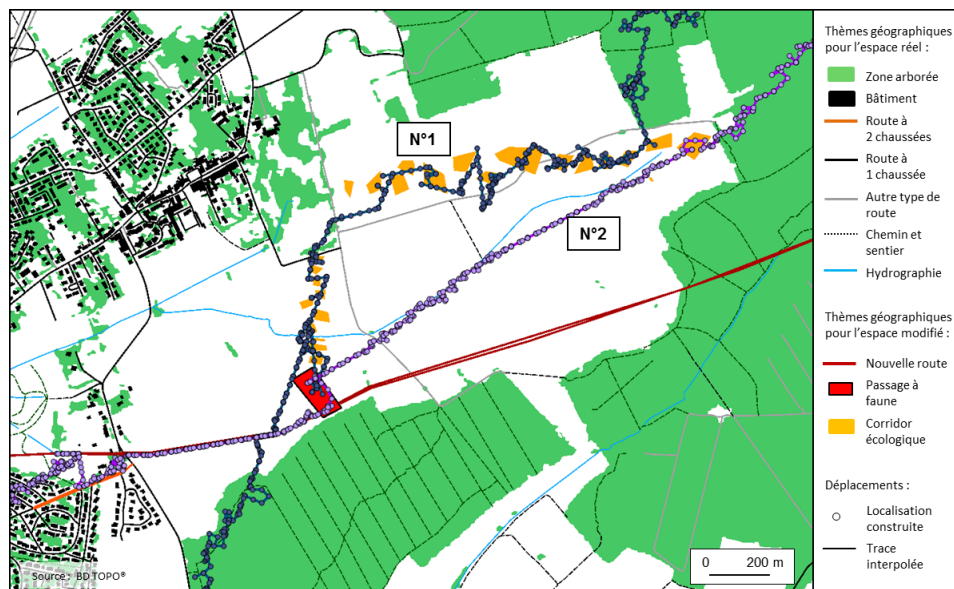 N°1
N°2
Source : BD TOPO®
0 200 m
Thèmes géographiques
pour l'espace réel :
Zone arborée
Bâtiment
Route à
2 chaussées
Route à
1 chaussée
Autre type de
route
Chemin et
sentier
Hydrographie
Thèmes géographiques
pour l'espace modifié :
Nouvelle route
Passage à
faune
Corridor
écologique
Déplacements :
Localisation
construite
Trace
interpolée